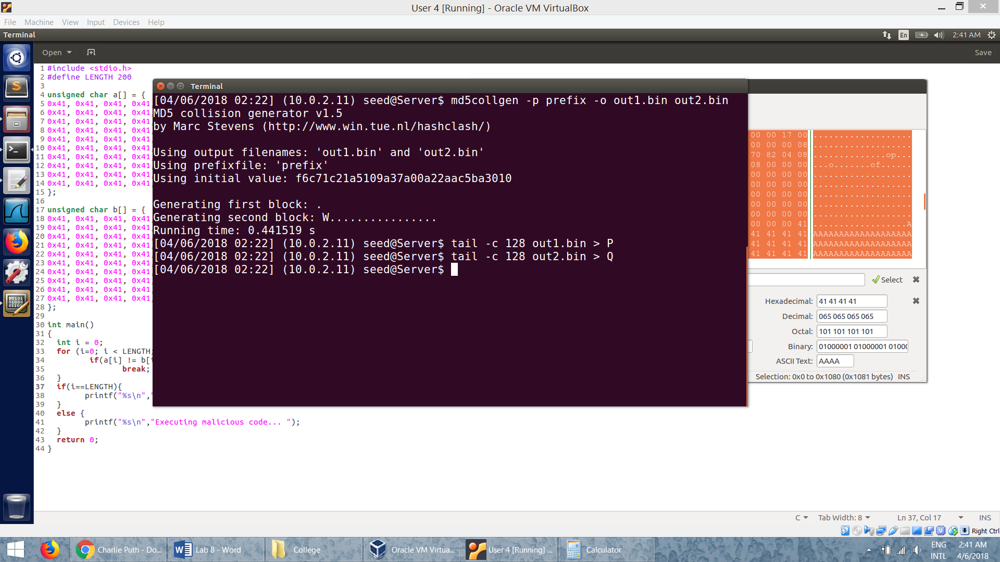 User 4 [Running] - Oracle VM VirtualBox
File Machine View Input Devices Help
Terminal
En 2:41 AM
Open Save
1 #include <stdio.h>
2 #define LENGTH 200
3
4 unsigned char a[] = {
5 0x41, 0x41, 0x41, 0x41,
6 0x41, 0x41, 0x41, 0x41,
7 0x41, 0x41, 0x41, 0x41,
8 0x41, 0x41, 0x41, 0x41,
9 0x41, 0x41, 0x41, 0x41,
10 0x41, 0x41, 0x41, 0x41,
11 0x41, 0x41, 0x41, 0x41,
12 0x41, 0x41, 0x41, 0x41,
13 0x41, 0x41, 0x41, 0x41,
14 0x41, 0x41, 0x41, 0x41,
15 };
16
17 unsigned char b[] = {
18 0x41, 0x41, 0x41, 0x41,
19 0x41, 0x41, 0x41, 0x41,
20 0x41, 0x41, 0x41, 0x41,
21 0x41, 0x41, 0x41, 0x41,
22 0x41, 0x41, 0x41, 0x41,
23 0x41, 0x41, 0x41, 0x41,
24 0x41, 0x41, 0x41, 0x41,
25 0x41, 0x41, 0x41, 0x41,
26 0x41, 0x41, 0x41, 0x41,
27 0x41, 0x41, 0x41, 0x41,
28 };
29
30 int main()
31 {
32 int i = 0;
33 for (i=0; i < LENGTH;
34 if(a[i] != b[i
35 break;
36 }
37 if(i==LENGTH){
38 printf("%s\n","
39 }
40 else {
41 printf("%s\n","Executing malicious code... ");
42 }
43 return 0;
44 }
Terminal
[04/06/2018 02:22] (10.0.2.11) seed@Server$ md5collgen -p prefix -o out1.bin out2.bin
MD5 collision generator v1.5
by Marc Stevens (http://www.win.tue.nl/hashclash/)
Using output filenames: 'out1.bin' and 'out2.bin'
Using prefixfile: 'prefix'
Using initial value: f6c71c21a5109a37a00a22aac5ba3010
Generating first block: .
Generating second block: W................
Running time: 0.441519 s
[04/06/2018 02:22] (10.0.2.11) seed@Server$ tail -c 128 out1.bin > P
[04/06/2018 02:22] (10.0.2.11) seed@Server$ tail -c 128 out2.bin > Q
[04/06/2018 02:22] (10.0.2.11) seed@Server$
00 00 17 00 ...................
00 00 00 08 ...................
70 82 04 08 ..............op...
08 00 00 00 ...o.......of......
00 00 00 00 ...................
00 00 00 00 ...................
00 00 00 00 ...................
00 00 00 00 ...................
00 00 00 00 ...................
00 00 00 41 ..................A
41 41 41 41 AAAAAAAAAAAAAAAAAAA
41 41 41 41 AAAAAAAAAAAAAAAAAAA
41 41 41 41 AAAAAAAAAAAAAAAAAAA
Select
Hexadecimal: 41 41 41 41
Decimal: 065 065 065 065
Octal: 101 101 101 101
Binary: 01000001 01000001 0100
ASCII Text: AAAA
Selection: 0x0 to 0x1080 (0x1081 bytes) INS
C Tab Width: 8 Ln 37, Col 17 INS
Right Ctrl
Charlie Puth - Do...
Lab 8 - Word
College
Oracle VM Virtua...
User 4 [Running] ...
Calculator
ENG INTL
2:41 AM
4/6/2018